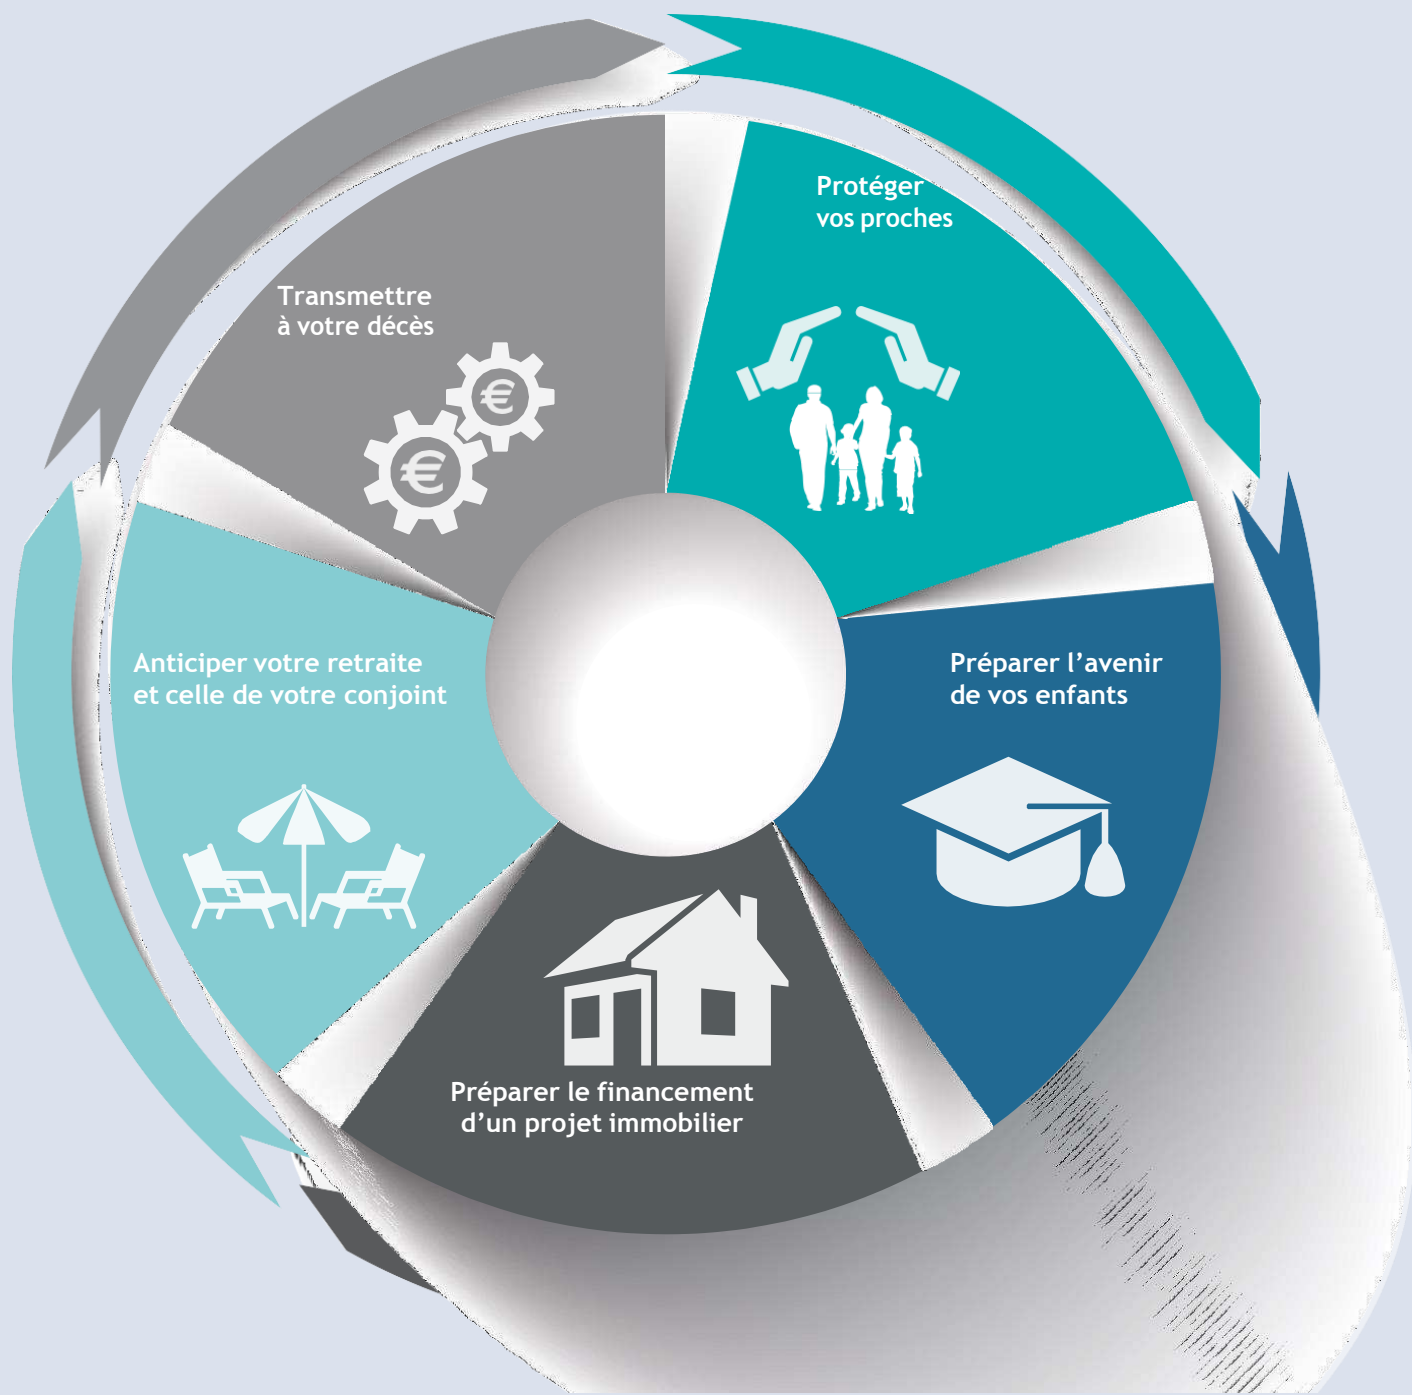 Protéger
vos proches
Transmettre
à votre décès
€
€
Anticiper votre retraite
et celle de votre conjoint
Préparer l’avenir
de vos enfants
Préparer le financement
d’un projet immobilier